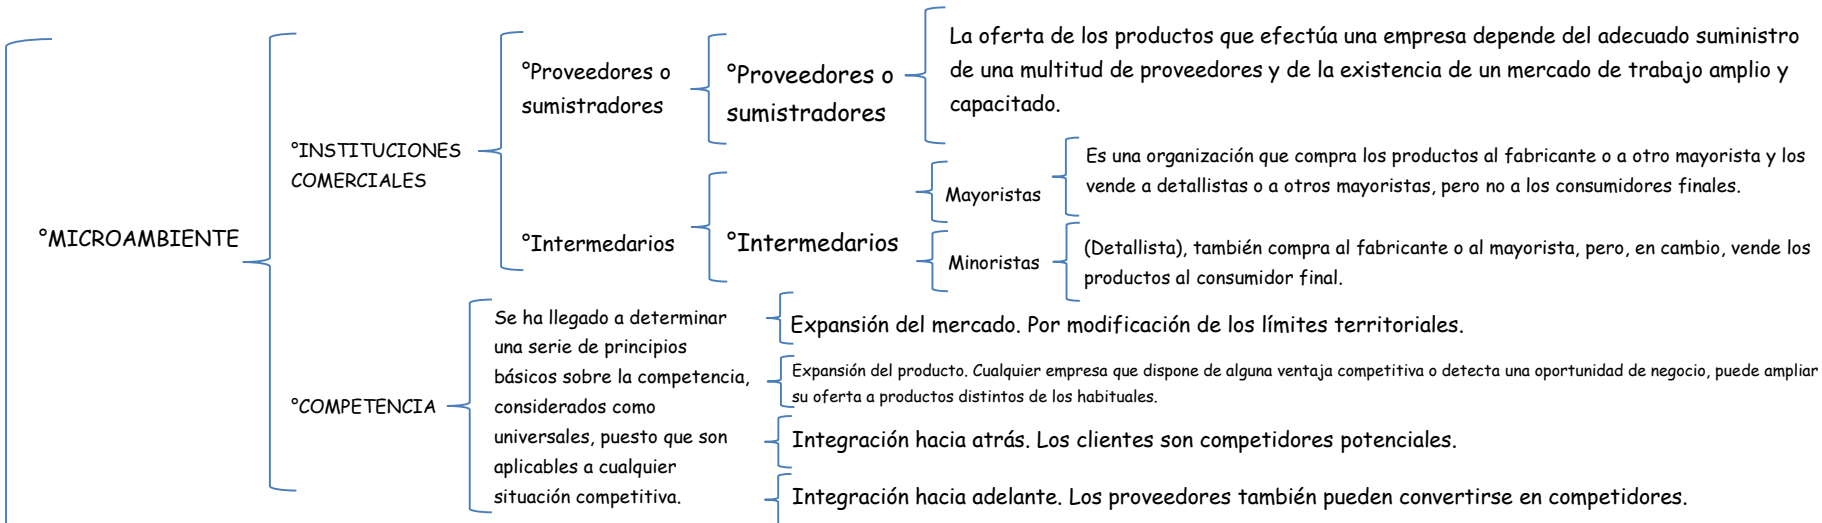 °MICROAMBIENTE
°INSTITUCIONES
COMERCIALES
°Proveedores o
sumistradores
°Proveedores o
sumistradores
La oferta de los productos que efectúa una empresa depende del adecuado suministro
de una multitud de proveedores y de la existencia de un mercado de trabajo amplio y
capacitado.
°Intermedarios
°Intermedarios
Mayoristas
Es una organización que compra los productos al fabricante o a otro mayorista y los
vende a detallistas o a otros mayoristas, pero no a los consumidores finales.
Minoristas
(Detallista), también compra al fabricante o al mayorista, pero, en cambio, vende los
productos al consumidor final.
°COMPETENCIA
Se ha llegado a determinar
una serie de principios
básicos sobre la competencia,
considerados como
universales, puesto que son
aplicables a cualquier
situación competitiva.
Expansión del mercado. Por modificación de los límites territoriales.
Expansión del producto. Cualquier empresa que dispone de alguna ventaja competitiva o detecta una oportunidad de negocio, puede ampliar
su oferta a productos distintos de los habituales.
Integración hacia atrás. Los clientes son competidores potenciales.
Integración hacia adelante. Los proveedores también pueden convertirse en competidores.